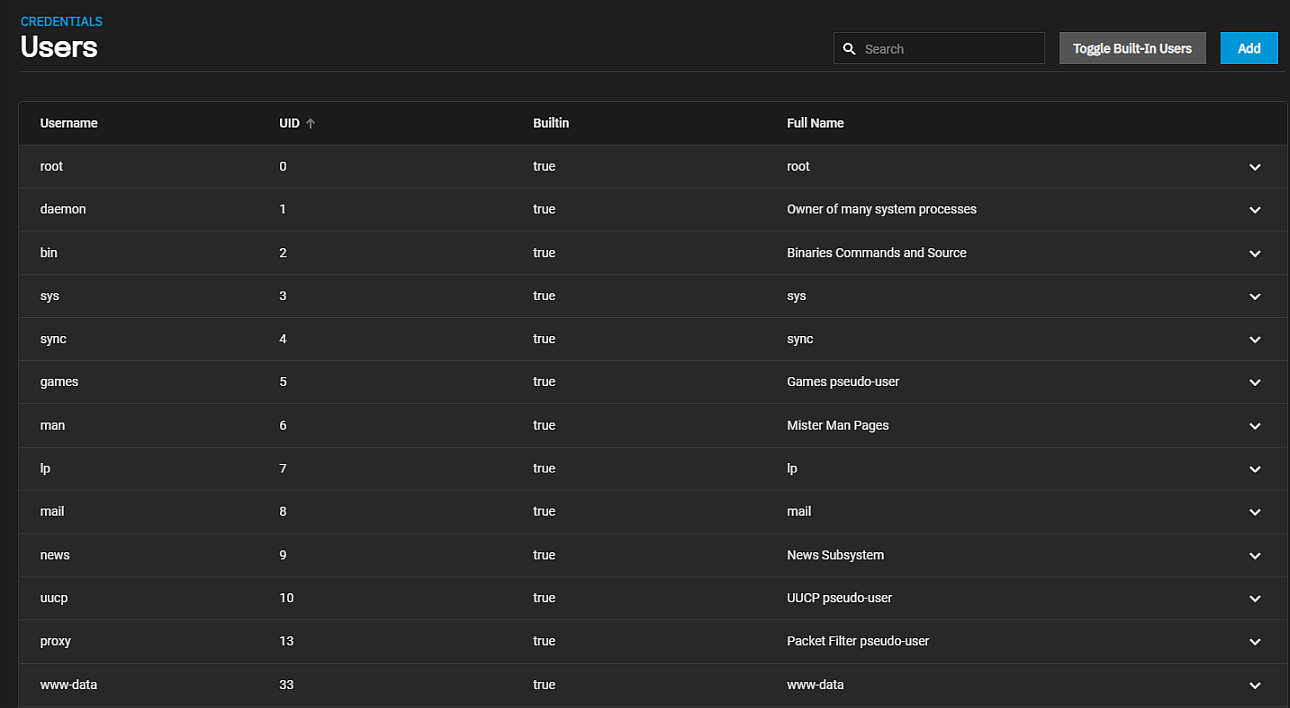 CREDENTIALS
Users
Search
Toggle Built-In Users
Add
Username UID Builtin Full Name
root 0 true root
daemon 1 true Owner of many system processes
bin 2 true Binaries Commands and Source
sys 3 true sys
sync 4 true sync
games 5 true Games pseudo-user
man 6 true Mister Man Pages
lp 7 true lp
mail 8 true mail
news 9 true News Subsystem
uucp 10 true UUCP pseudo-user
proxy 13 true Packet Filter pseudo-user
www-data 33 true www-data